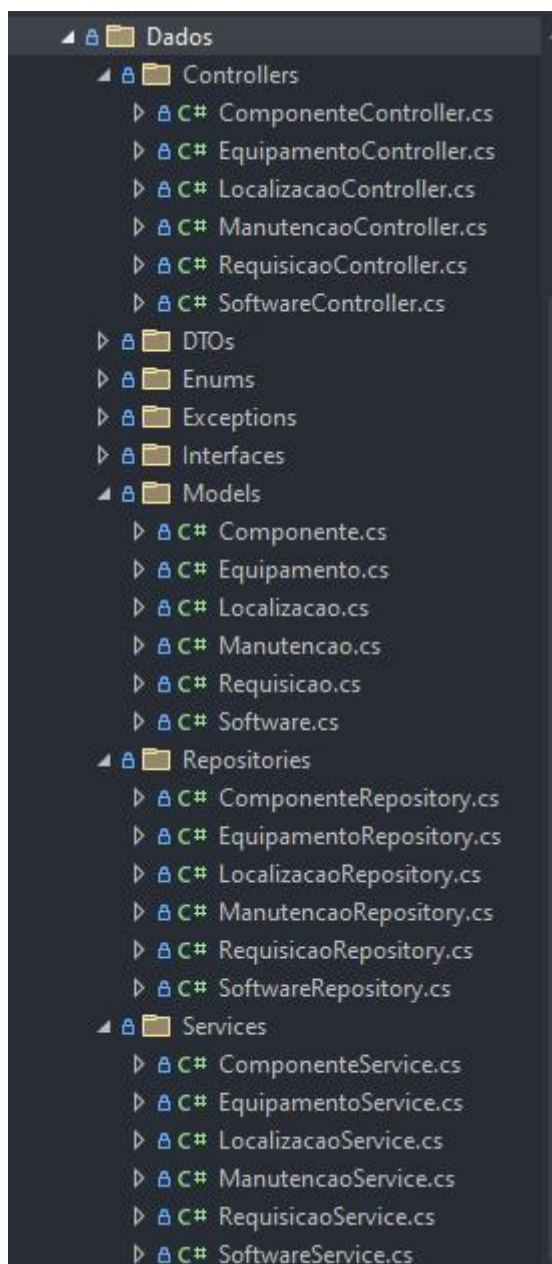 Dados
Controllers
C# ComponenteController.cs
C# EquipamentoController.cs
C# LocalizacaoController.cs
C# ManutencaoController.cs
C# RequisicaoController.cs
C# SoftwareController.cs
DTOs
Enums
Exceptions
Interfaces
Models
C# Componente.cs
C# Equipamento.cs
C# Localizacao.cs
C# Manutencao.cs
C# Requisicao.cs
C# Software.cs
Repositories
C# ComponenteRepository.cs
C# EquipamentoRepository.cs
C# LocalizacaoRepository.cs
C# ManutencaoRepository.cs
C# RequisicaoRepository.cs
C# SoftwareRepository.cs
Services
C# ComponenteService.cs
C# EquipamentoService.cs
C# LocalizacaoService.cs
C# ManutencaoService.cs
C# RequisicaoService.cs
C# SoftwareService.cs